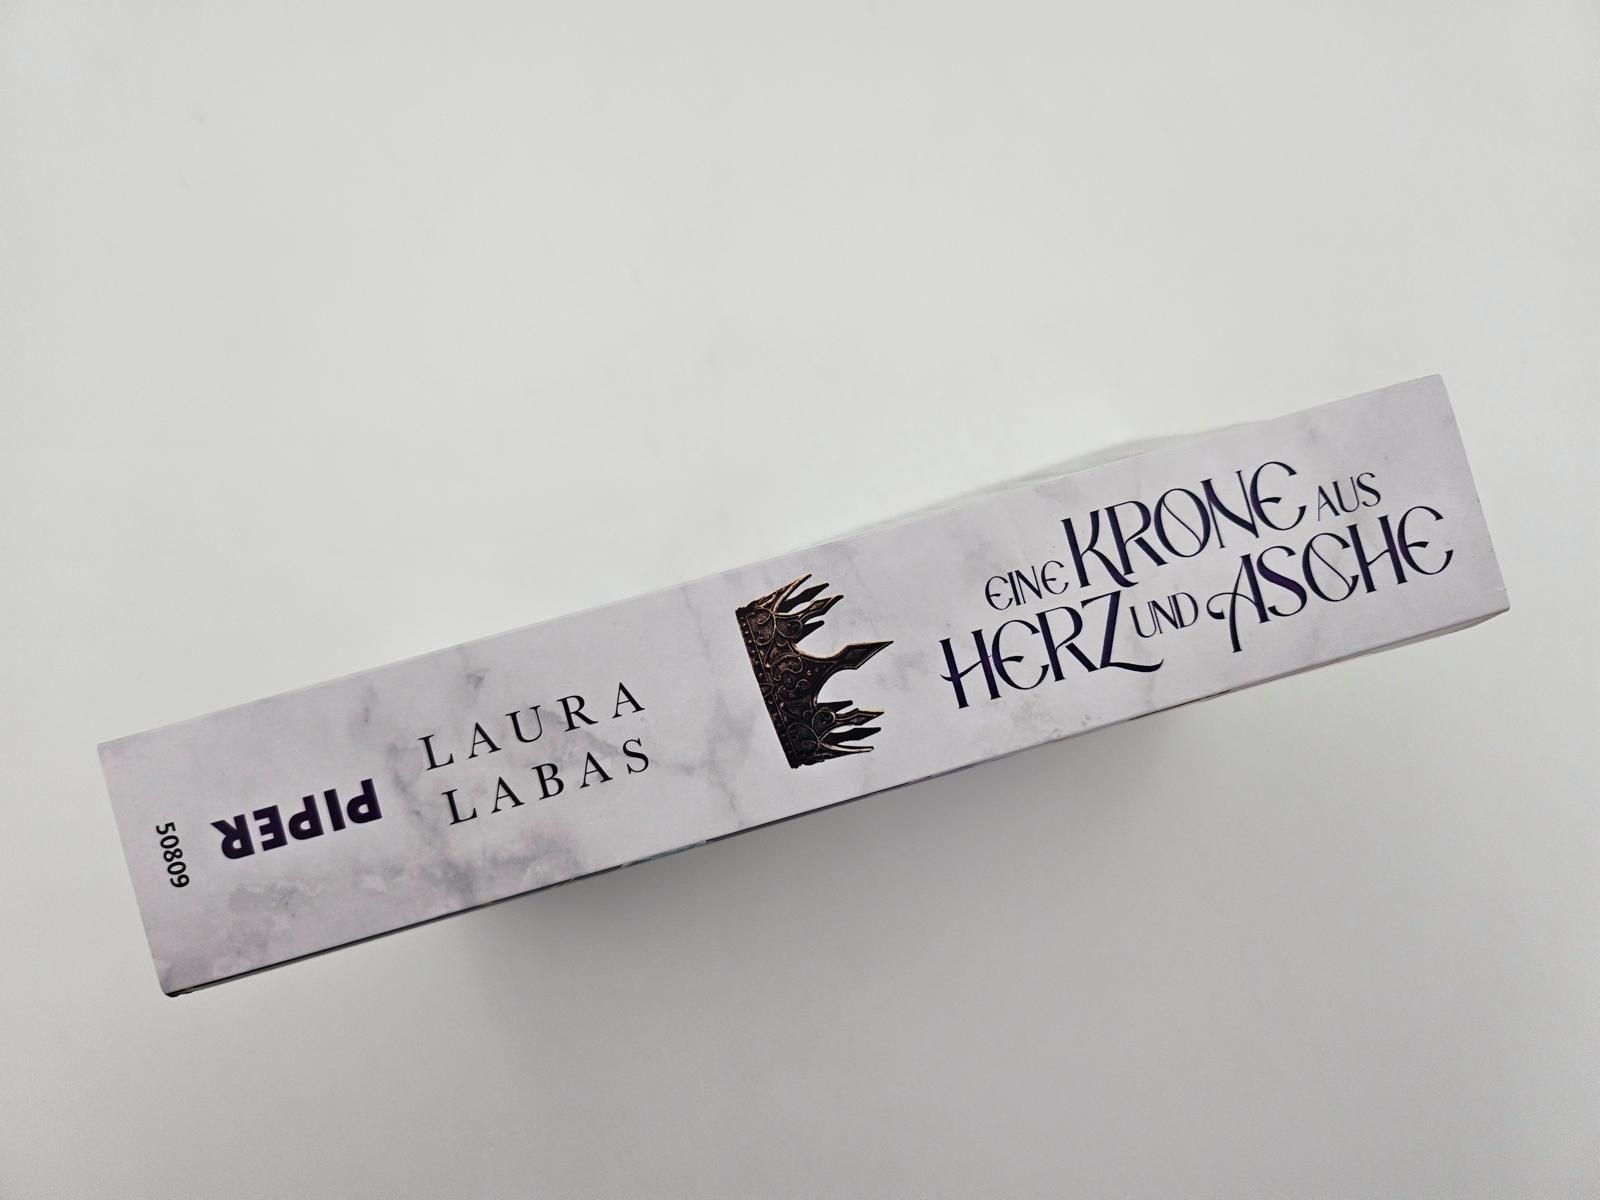 EINE KRONE AUS
HERZ UND ASCHE
LAURA
LABAS
PIPER
50809